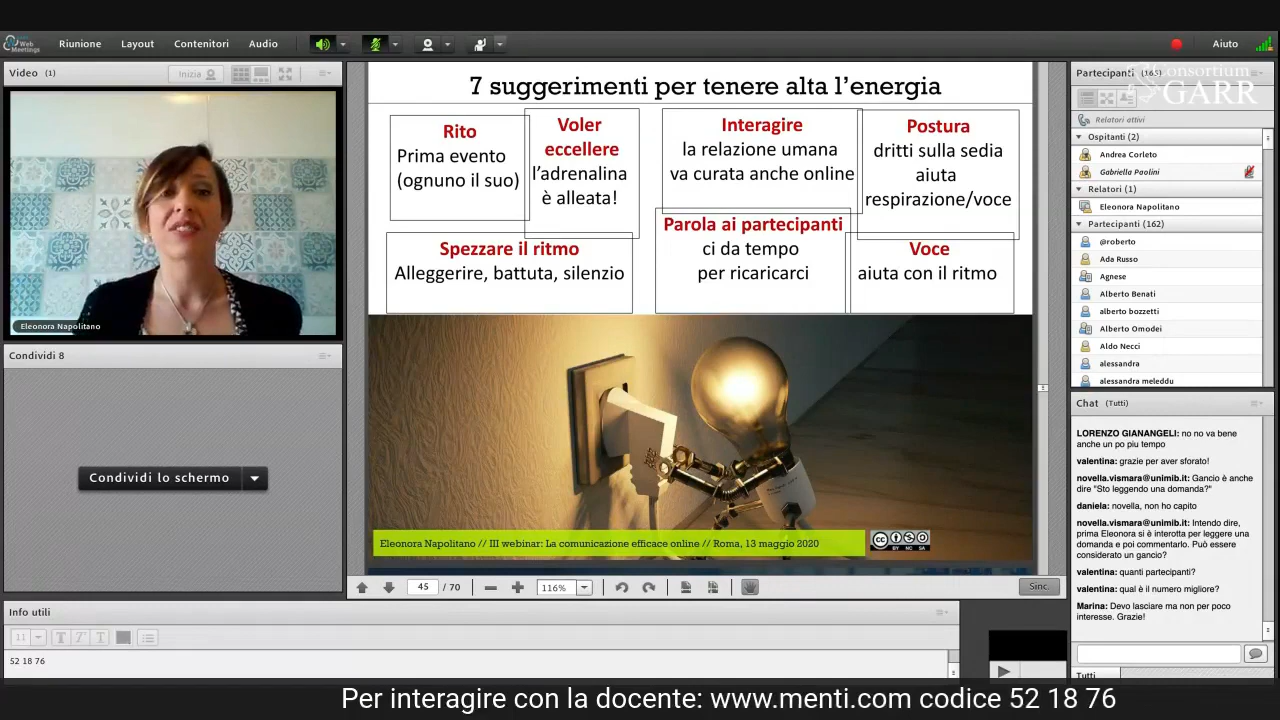 Web
Meetings
Riunione
Layout
Contenitori
Audio
Aiuto
Video (1)
Inizia
Eleonora Napolitano
Condividi 8
Condividi lo schermo
7 suggerimenti per tenere alta l’energia
Rito
Prima evento
(ognuno il suo)
Voler
eccellere
l’adrenalina
è alleata!
Interagire
la relazione umana
va curata anche online
Postura
dritti sulla sedia
aiuta
respirazione/voce
Spezzare il ritmo
Alleggerire, battuta, silenzio
Parola ai partecipanti
ci da tempo
per ricaricarci
Voce
aiuta con il ritmo
Eleonora Napolitano // III webinar: La comunicazione efficace online // Roma, 13 maggio 2020
CC BY NC SA
45 / 70
116%
Sinc.
Partecipanti
Consortium
GARR
Relatori attivi
Ospitanti (2)
Andrea Corleto
Gabriella Paolini
Relatori (1)
Eleonora Napolitano
Partecipanti (162)
@roberto
Ada Russo
Agnese
Alberto Benati
alberto bozzetti
Alberto Omodei
Aldo Necci
alessandra
alessandra meleddu
Chat (Tutti)
LORENZO GIANANGELI: no no va bene
anche un po piu tempo
valentina: grazie per aver sforato!
novella.vismara@unimib.it: Gancio è anche
dire "Sto leggendo una domanda?"
daniela: novella, non ho capito
novella.vismara@unimib.it: Intendo dire,
prima Eleonora si è interrotta per leggere una
domanda e poi commentarlo. Può essere
considerato un gancio?
valentina: quanti partecipanti?
valentina: qual è il numero migliore?
Marina: Devo lasciare ma non per poco
interesse. Grazie!
Tutti
Info utili
11
52 18 76
Per interagire con la docente: www.menti.com codice 52 18 76